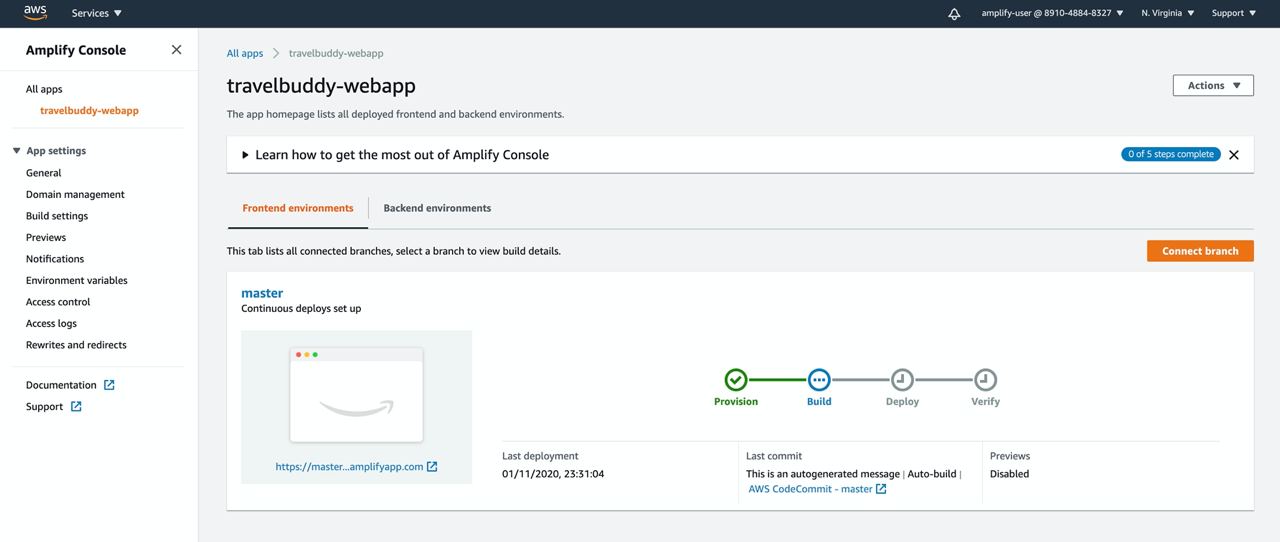 aws
Services
amplify-user @ 8910-4884-8327
N. Virginia
Support
Amplify Console
All apps
travelbuddy-webapp
App settings
General
Domain management
Build settings
Previews
Notifications
Environment variables
Access control
Access logs
Rewrites and redirects
Documentation
Support
All apps
travelbuddy-webapp
travelbuddy-webapp
Actions
The app homepage lists all deployed frontend and backend environments.
Learn how to get the most out of Amplify Console
0 of 5 steps complete
Frontend environments
Backend environments
This tab lists all connected branches, select a branch to view build details.
Connect branch
master
Continuous deploys set up
https://master...amplifyapp.com
Provision
Build
Deploy
Verify
Last deployment
01/11/2020, 23:31:04
Last commit
This is an autogenerated message | Auto-build |
AWS CodeCommit - master
Previews
Disabled